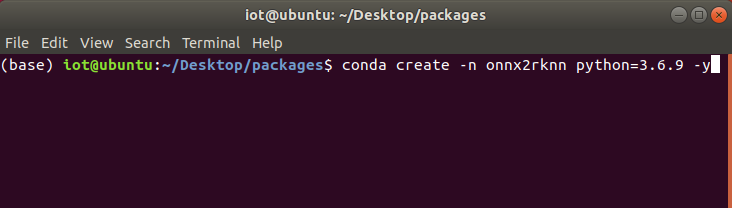 iot@ubuntu: ~/Desktop/packages
File Edit View Search Terminal Help
(base) iot@ubuntu:~/Desktop/packages$ conda create -n onnx2rknn python=3.6.9 -y